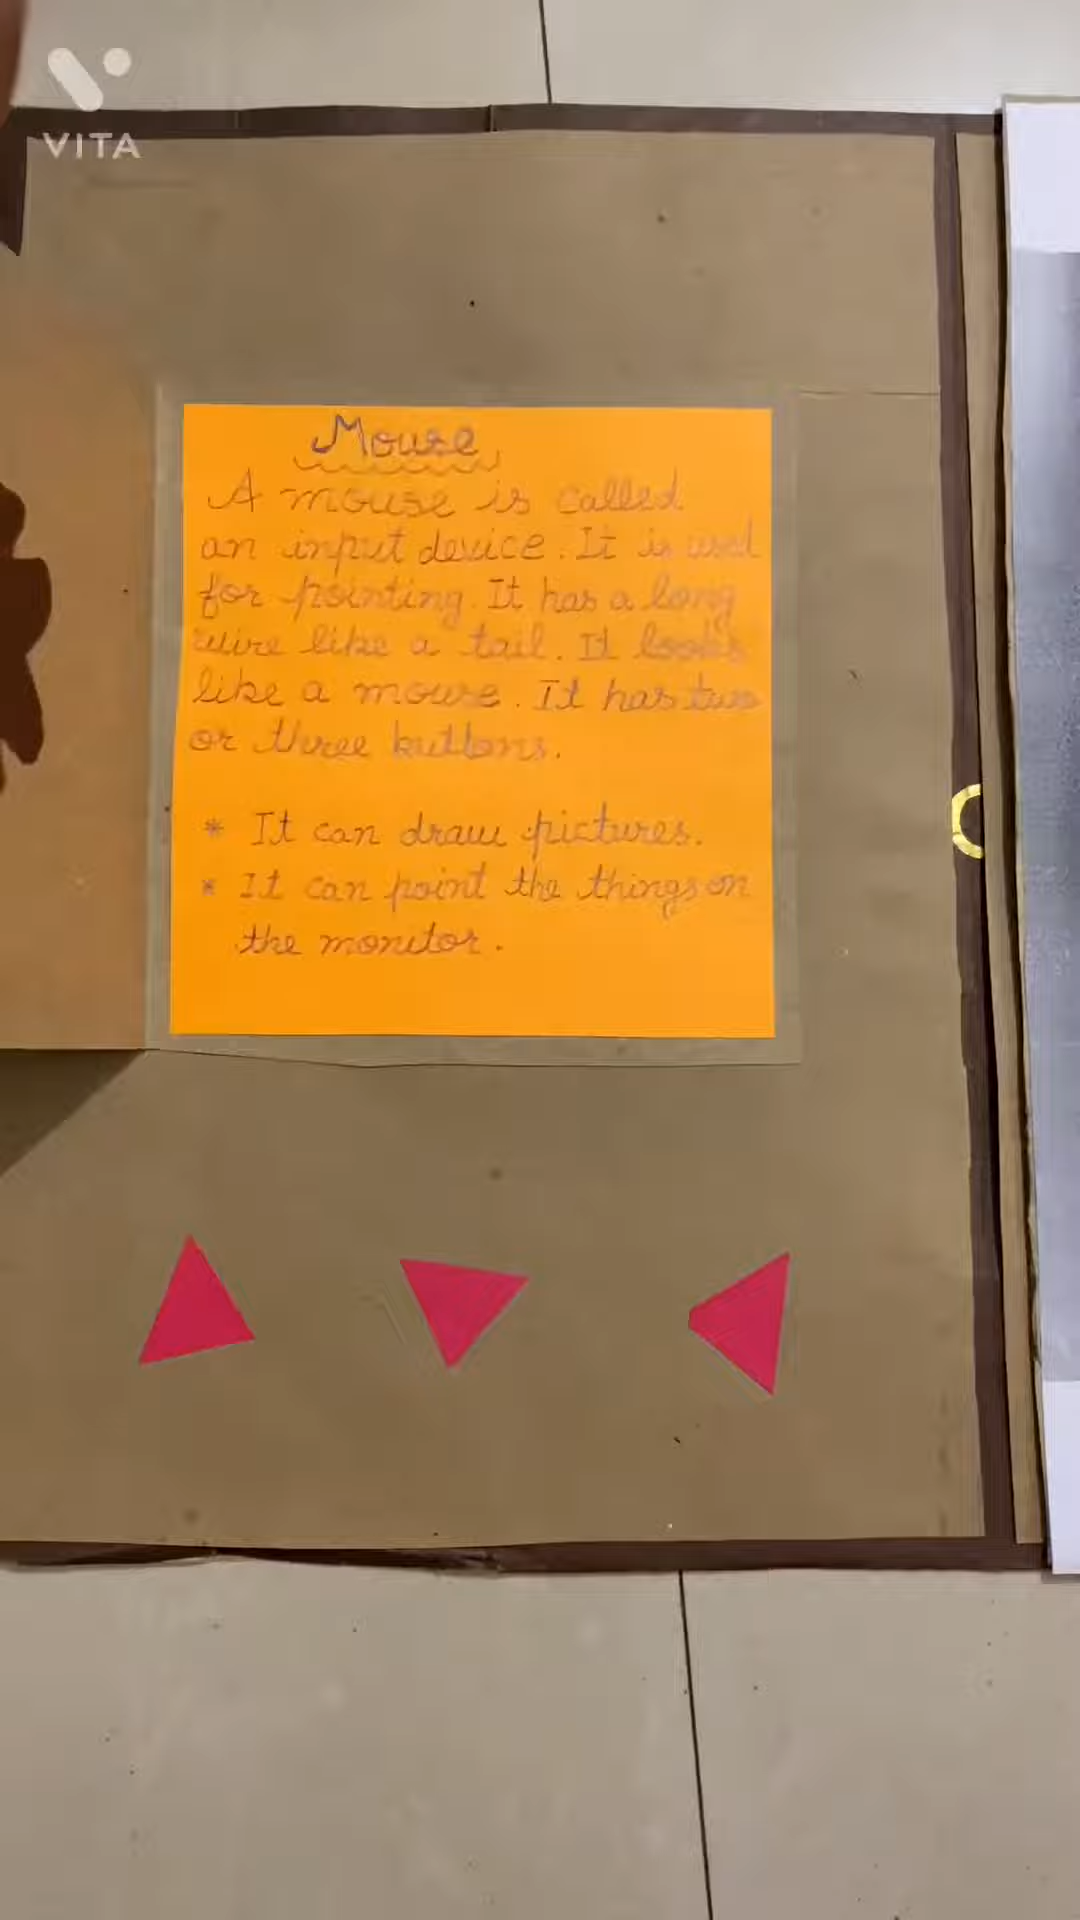 VITA
Mouse
A mouse is called
an input device. It is used
for pointing. It has a long
wire like a tail. It looks
like a mouse. It has two
or three buttons.
* It can draw pictures.
* It can point the things on
the monitor.